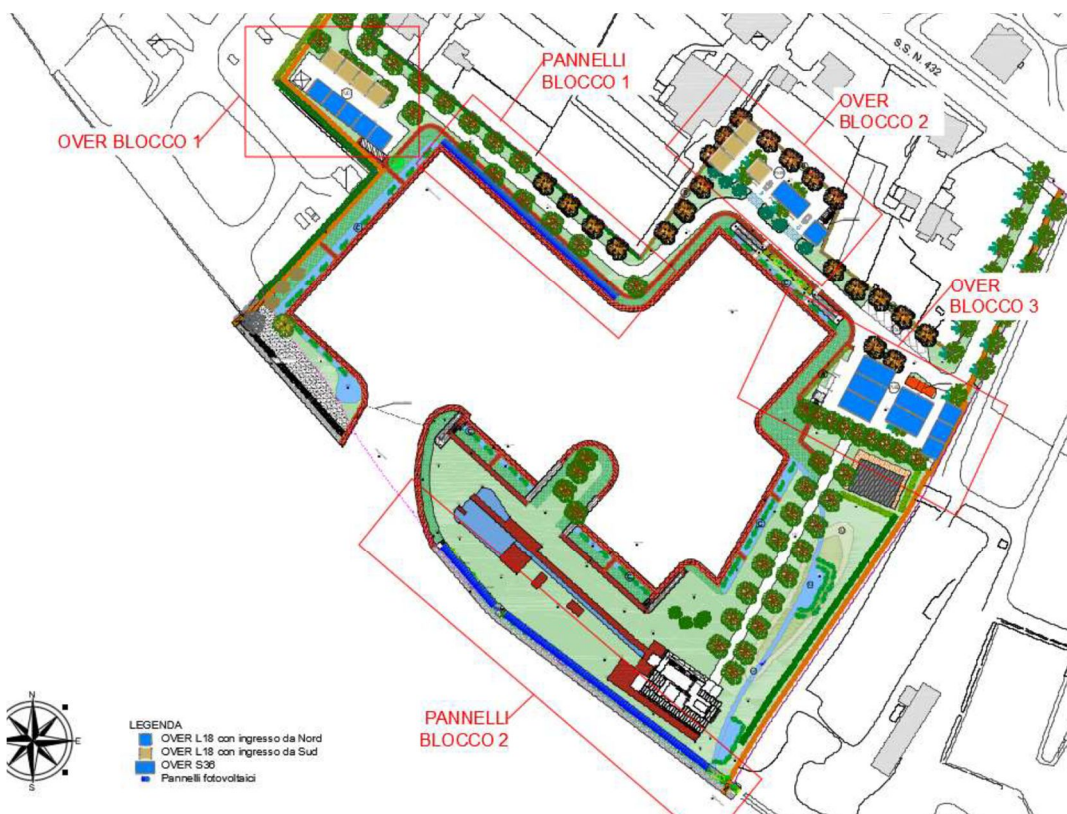 S.S. N. 432
PANNELLI
BLOCCO 1
OVER
BLOCCO 2
OVER BLOCCO 1
OVER
BLOCCO 3
PANNELLI
BLOCCO 2
N
E
S
LEGENDA
OVER L18 con ingresso da Nord
OVER L18 con ingresso da Sud
OVER S36
Pannelli fotovoltaici